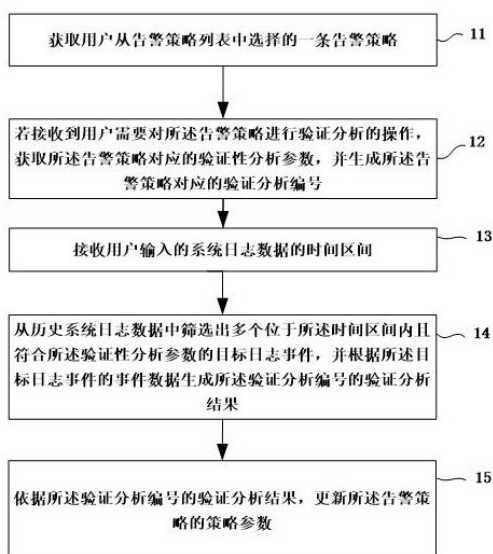 获取用户从告警策略列表中选择的一条告警策略
11
若接收到用户需要对所述告警策略进行验证分析的操作，
获取所述告警策略对应的验证性分析参数，并生成所述告
警策略对应的验证分析编号
12
接收用户输入的系统日志数据的时间区间
13
从历史系统日志数据中筛选出多个位于所述时间区间内且
符合所述验证性分析参数的目标日志事件，并根据所述目
标日志事件的事件数据生成所述验证分析编号的验证分析
结果
14
依据所述验证分析编号的验证分析结果，更新所述告警策
略的策略参数
15